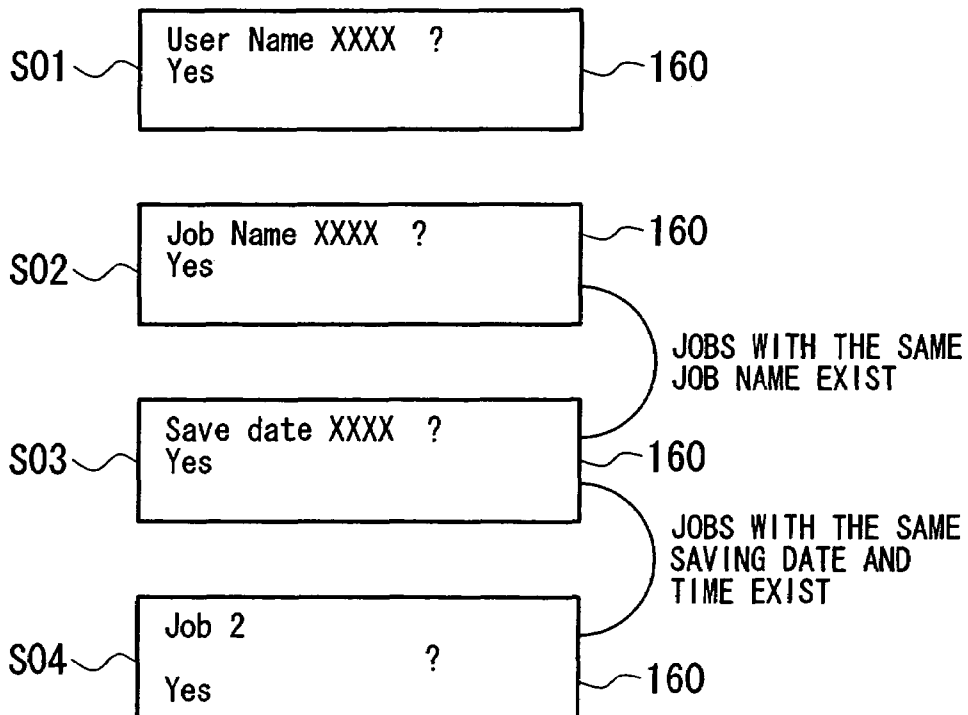 User Name XXXX ?
S01
Yes
160
Job Name XXXX ?
160
S02
Yes
JOBS WITH THE SAME
JOB NAME EXIST
Save date XXXX ?
S03
Yes
160
JOBS WITH THE SAME
SAVING DATE AND
TIME EXIST
Job 2
S04
?
160
Yes